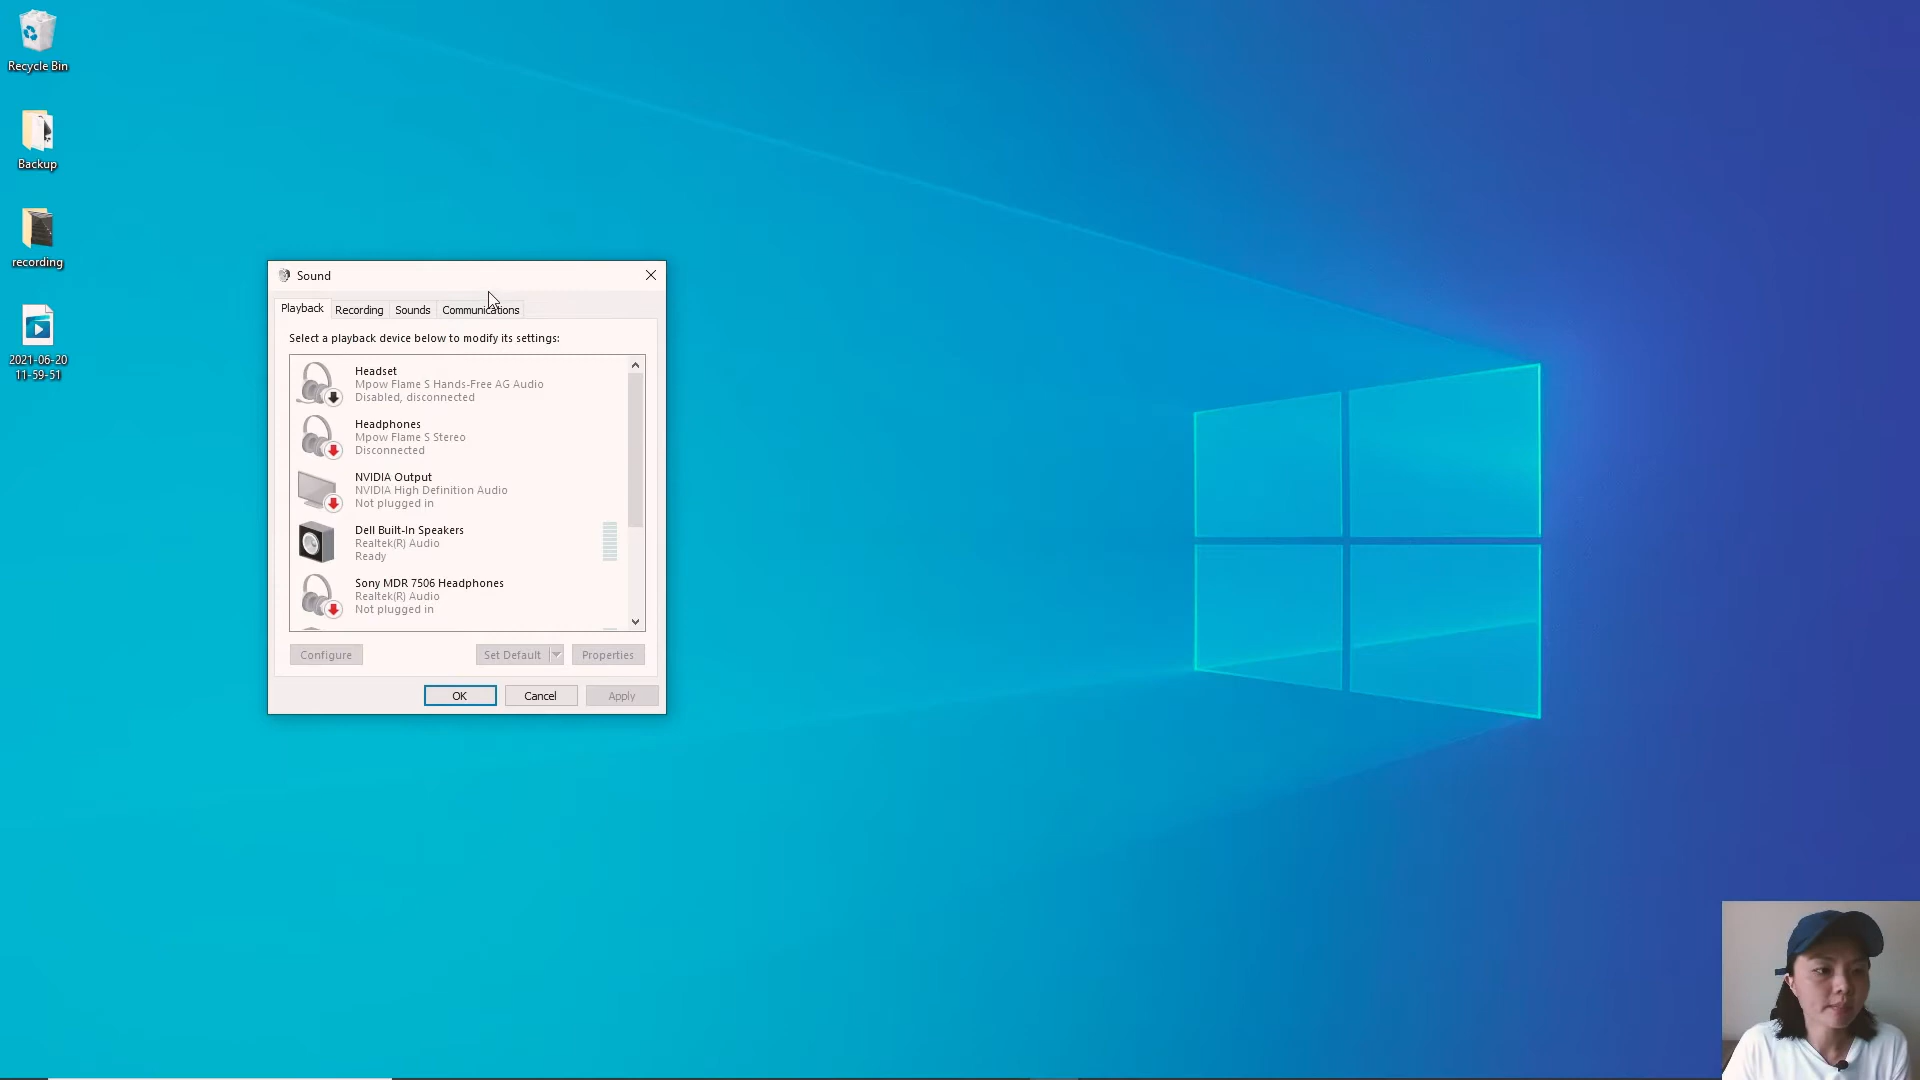 Recycle Bin
Backup
recording
2021-06-20
11-59-51
Sound
Playback
Recording
Sounds
Communications
Select a playback device below to modify its settings:
Headset
Mpow Flame S Hands-Free AG Audio
Disabled, disconnected
Headphones
Mpow Flame S Stereo
Disconnected
NVIDIA Output
NVIDIA High Definition Audio
Not plugged in
Dell Built-In Speakers
Realtek(R) Audio
Ready
Sony MDR 7506 Headphones
Realtek(R) Audio
Not plugged in
Configure
Set Default
Properties
OK
Cancel
Apply